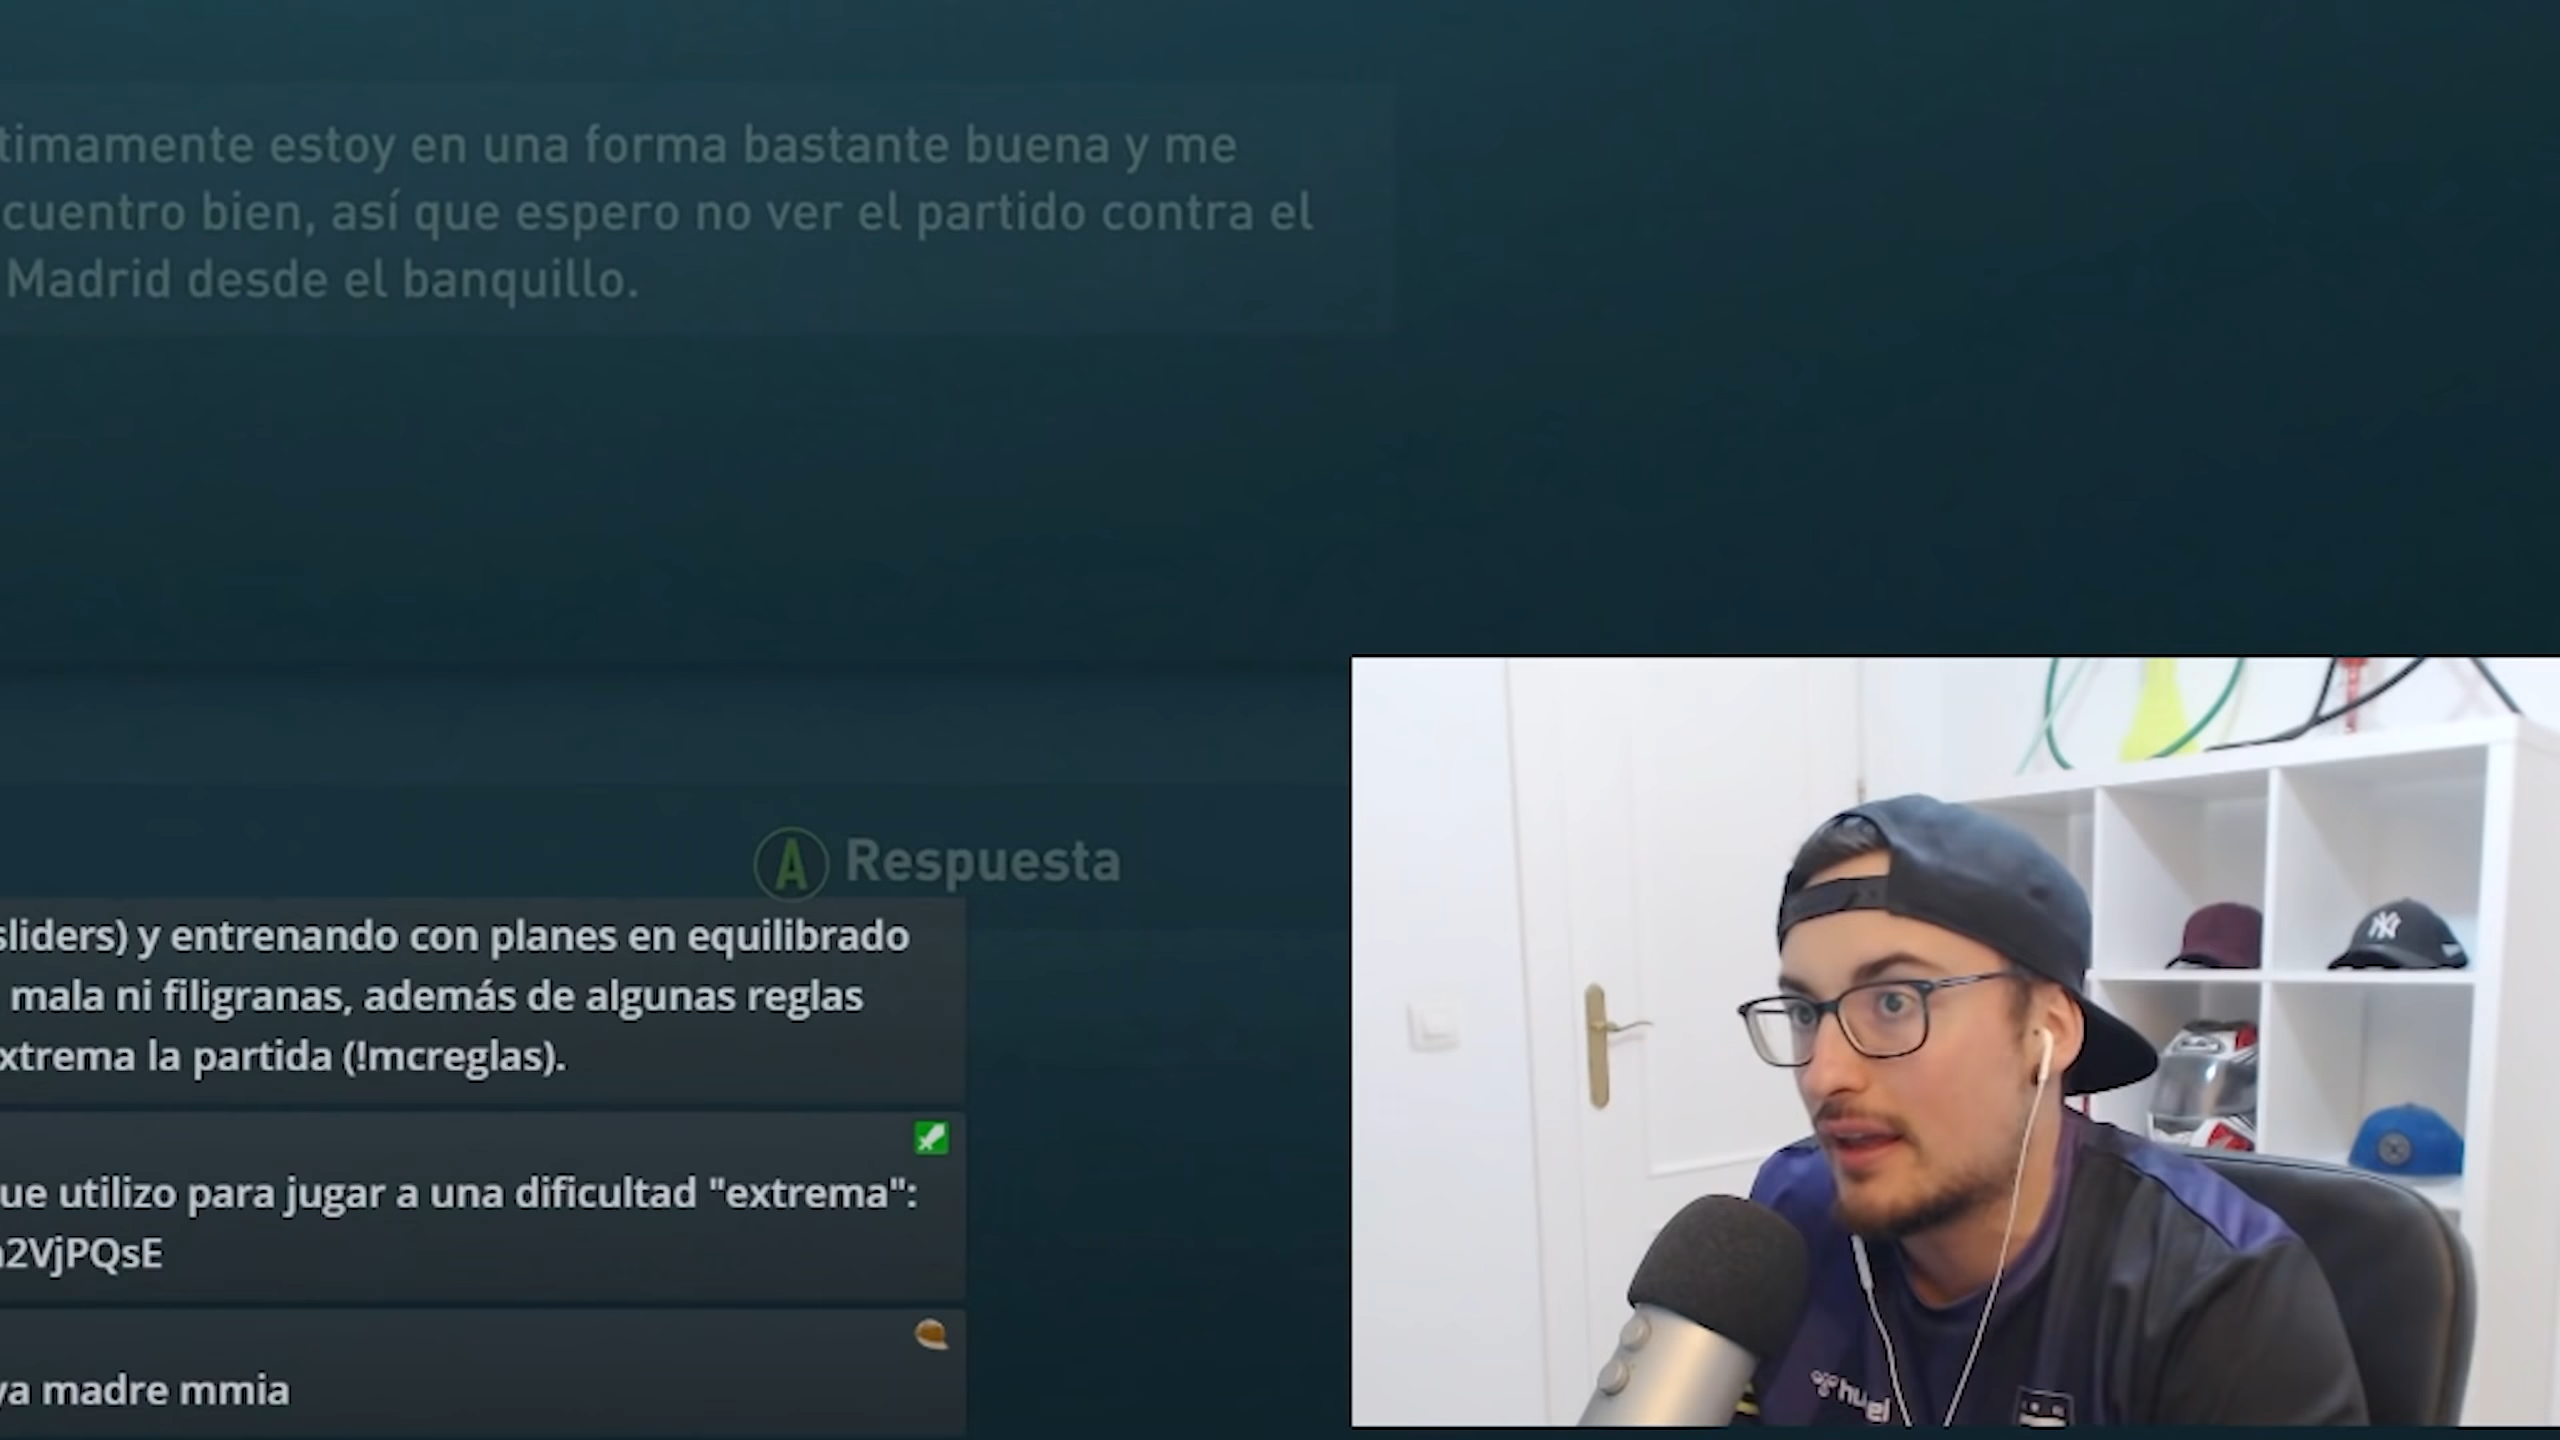 timamente estoy en una forma bastante buena y me
cuentro bien, así que espero no ver el partido contra el
Madrid desde el banquillo.
A Respuesta
sliders) y entrenando con planes en equilibrado
mala ni filigranas, además de algunas reglas
xtrema la partida (!mcreglas).
ue utilizo para jugar a una dificultad "extrema":
2VjPQsE
ya madre mmia
NY
hummel